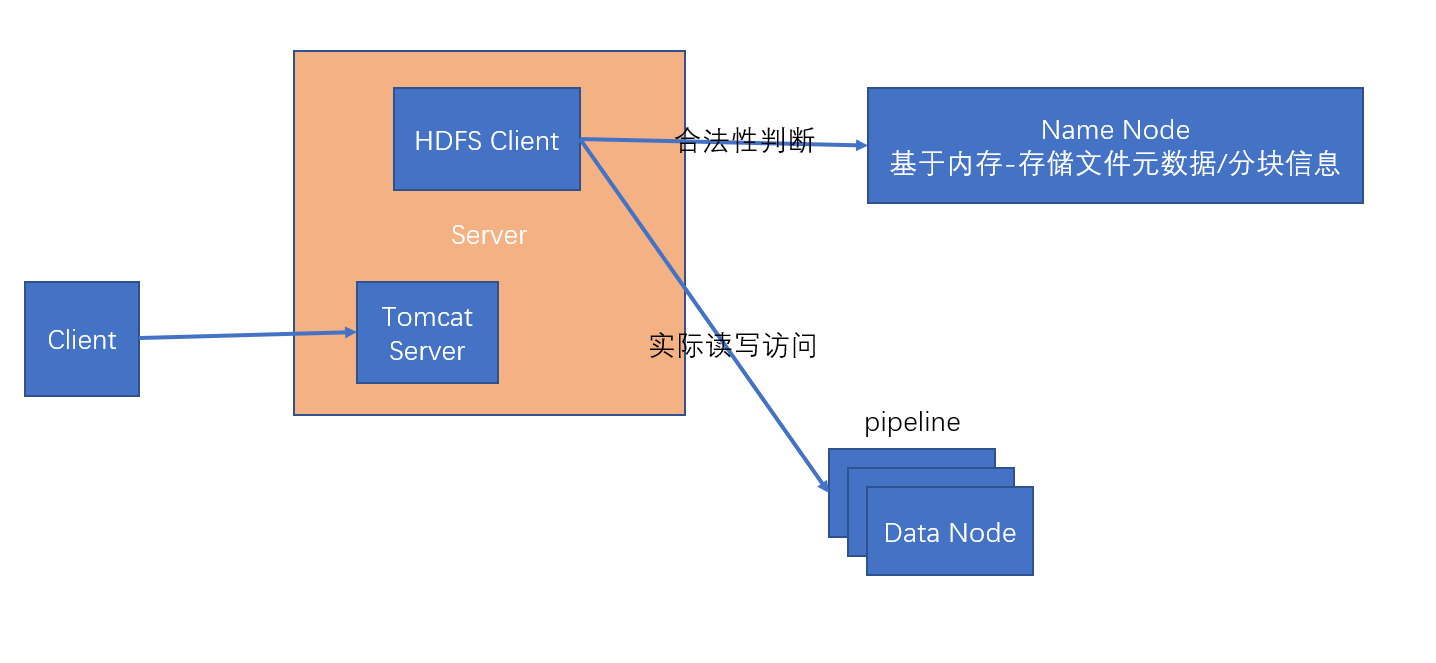 HDFS Client
合法性判断
Name Node
基于内存-存储文件元数据/分块信息
Server
Client
Tomcat
Server
实际读写访问
pipeline
Data Node